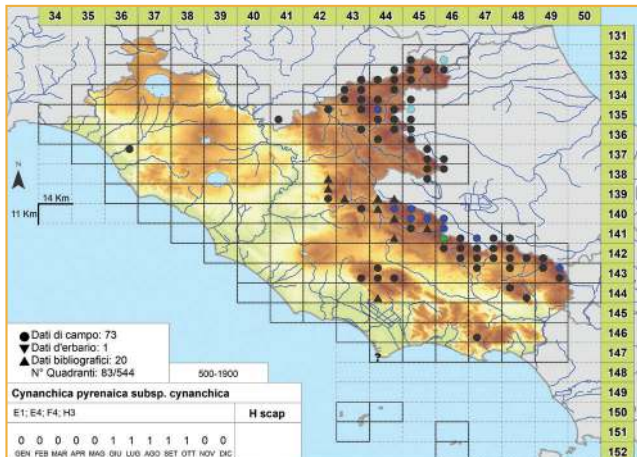 34 35 36 37 38 39 40 41 42 43 44 45 46 47 48 49 50
131
132
133
134
135
136
137
138
139
140
141
142
143
144
145
146
147
148
149
150
151
152
N
14 Km
11 Km
?
Dati di campo: 73
Dati d'erbario: 1
Dati bibliografici: 20
N° Quadranti: 83/544
500-1900
Cynanchica pyrenaica subsp. cynanchica
E1; E4; F4; H3
H scap
0 0 0 0 0 1 1 1 1 1 0 0
GEN FEB MAR APR MAG GIU LUG AGO SET OTT NOV DIC